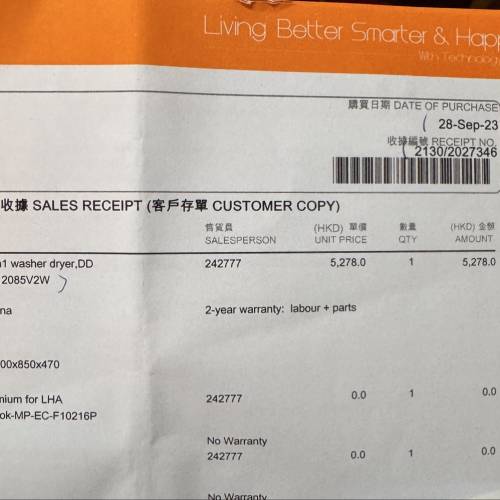 Living Better Smarter & Happ
With Technology
購買日期 DATE OF PURCHASE
28-Sep-23
收據編號 RECEIPT NO.
2130/2027346
收據 SALES RECEIPT (客戶存單 CUSTOMER COPY)
售貨員 (HKD) 單價 數量 (HKD) 金額
SALESPERSON UNIT PRICE QTY AMOUNT
n1 washer dryer,DD 242777 5,278.0 1 5,278.0
2085V2W
na 2-year warranty: labour + parts
00x850x470
nium for LHA 242777 0.0 1 0.0
ok-MP-EC-F10216P
No Warranty
242777 0.0 1 0.0
No Warranty